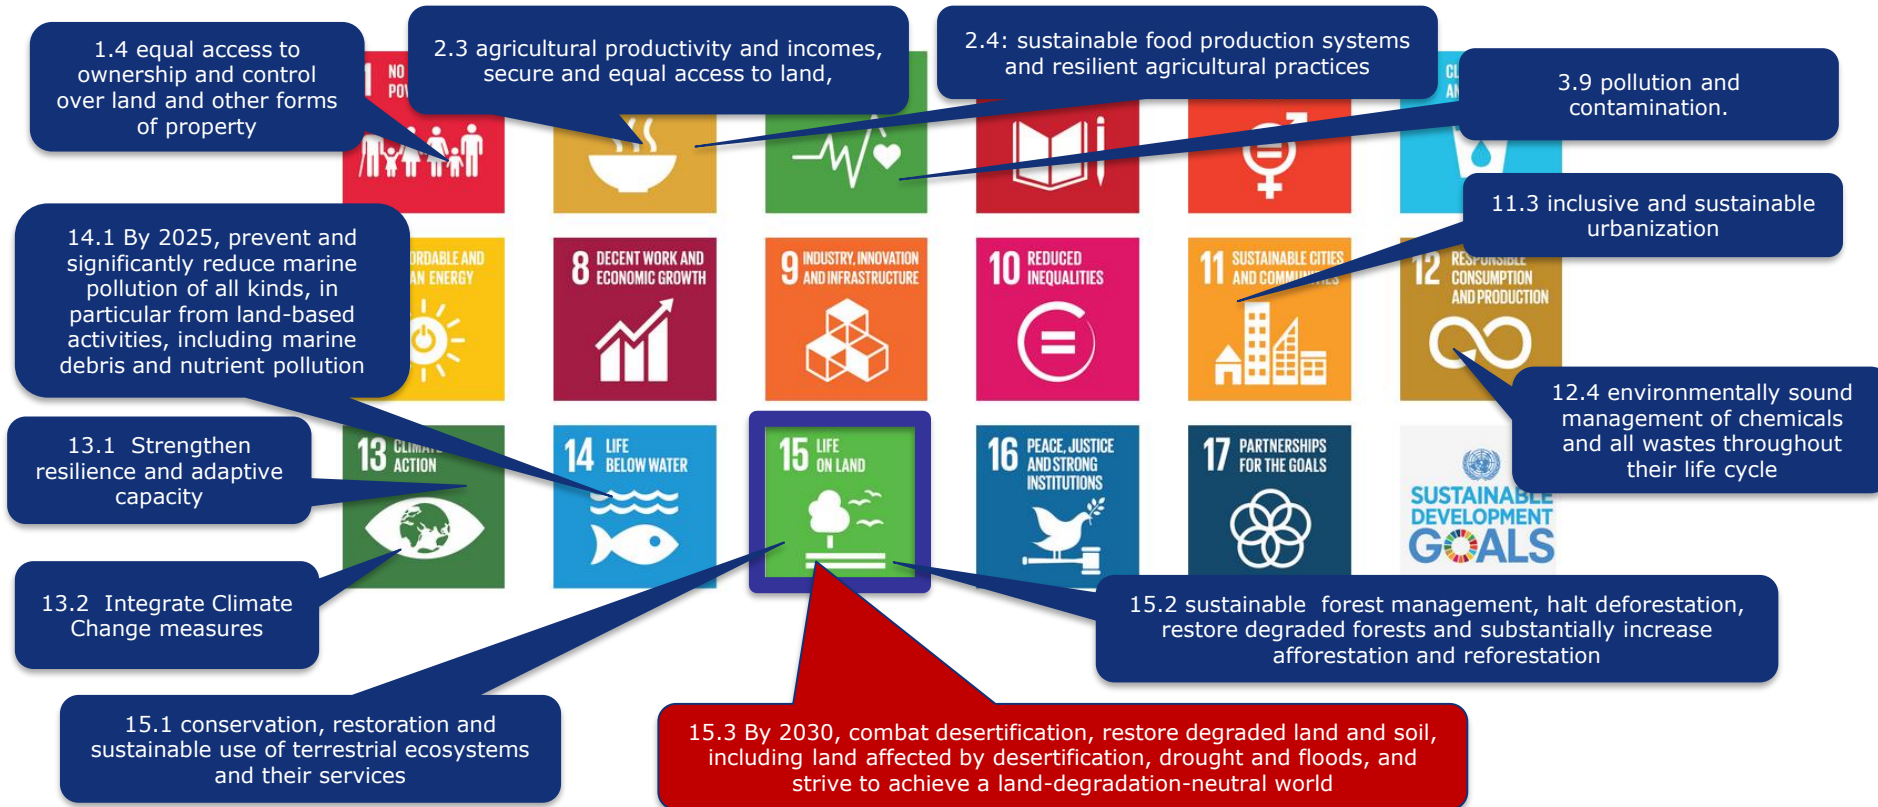 1.4 equal access to
ownership and control
over land and other forms
of property
2.3 agricultural productivity and incomes,
secure and equal access to land,
2.4: sustainable food production systems
and resilient agricultural practices
3.9 pollution and
contamination.
1 NO
11.3 inclusive and sustainable
urbanization
14.1 By 2025, prevent and
significantly reduce marine
pollution of all kinds, in
particular from land-based
activities, including marine
debris and nutrient pollution
AND
ENERGY
8 DECENT WORK AND
ECONOMIC GROWTH
9 INDUSTRY, INNOVATION
AND INFRASTRUCTURE
10 REDUCED
INEQUALITIES
11 SUSTAINABLE CITIES
AND COMMUNITIES
12 RESPONSIBLE
CONSUMPTION
AND PRODUCTION
12.4 environmentally sound
management of chemicals
and all wastes throughout
their life cycle
13.1 Strengthen
resilience and adaptive
capacity
13 CLIMATE
ACTION
14 LIFE
BELOW WATER
15 LIFE
ON LAND
16 PEACE, JUSTICE
AND STRONG
INSTITUTIONS
17 PARTNERSHIPS
FOR THE GOALS
SUSTAINABLE
DEVELOPMENT
GOALS
13.2 Integrate Climate
Change measures
15.2 sustainable forest management, halt deforestation,
restore degraded forests and substantially increase
afforestation and reforestation
15.1 conservation, restoration and
sustainable use of terrestrial ecosystems
and their services
15.3 By 2030, combat desertification, restore degraded land and soil,
including land affected by desertification, drought and floods, and
strive to achieve a land-degradation-neutral world